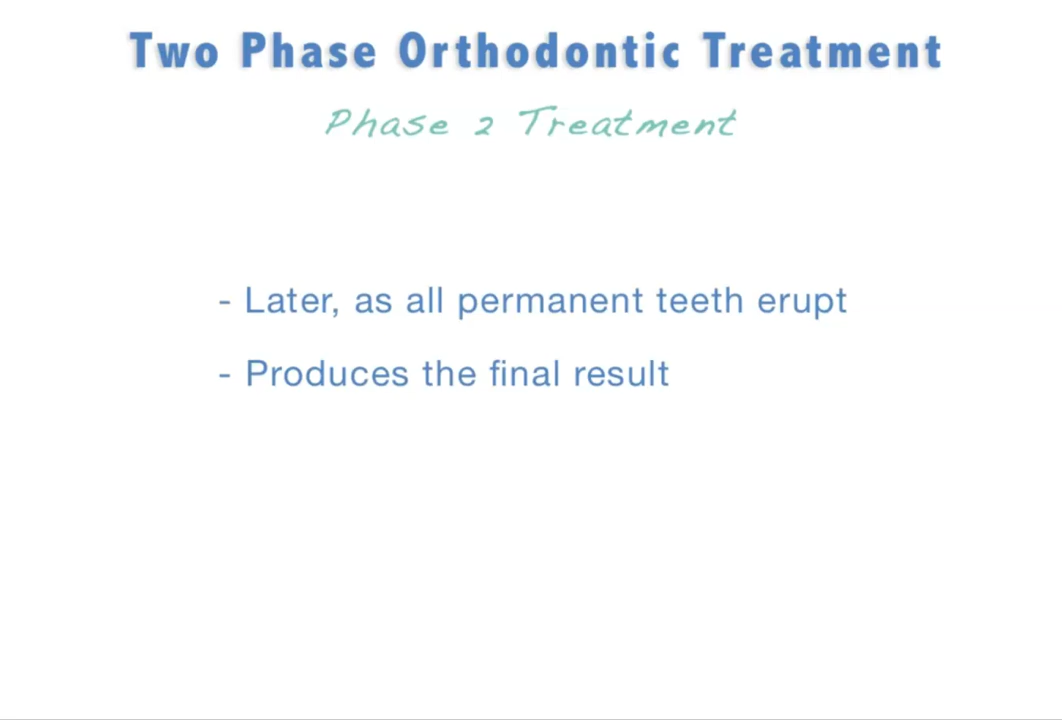 Two Phase Orthodontic Treatment
Phase 2 Treatment
- Later, as all permanent teeth erupt
- Produces the final result